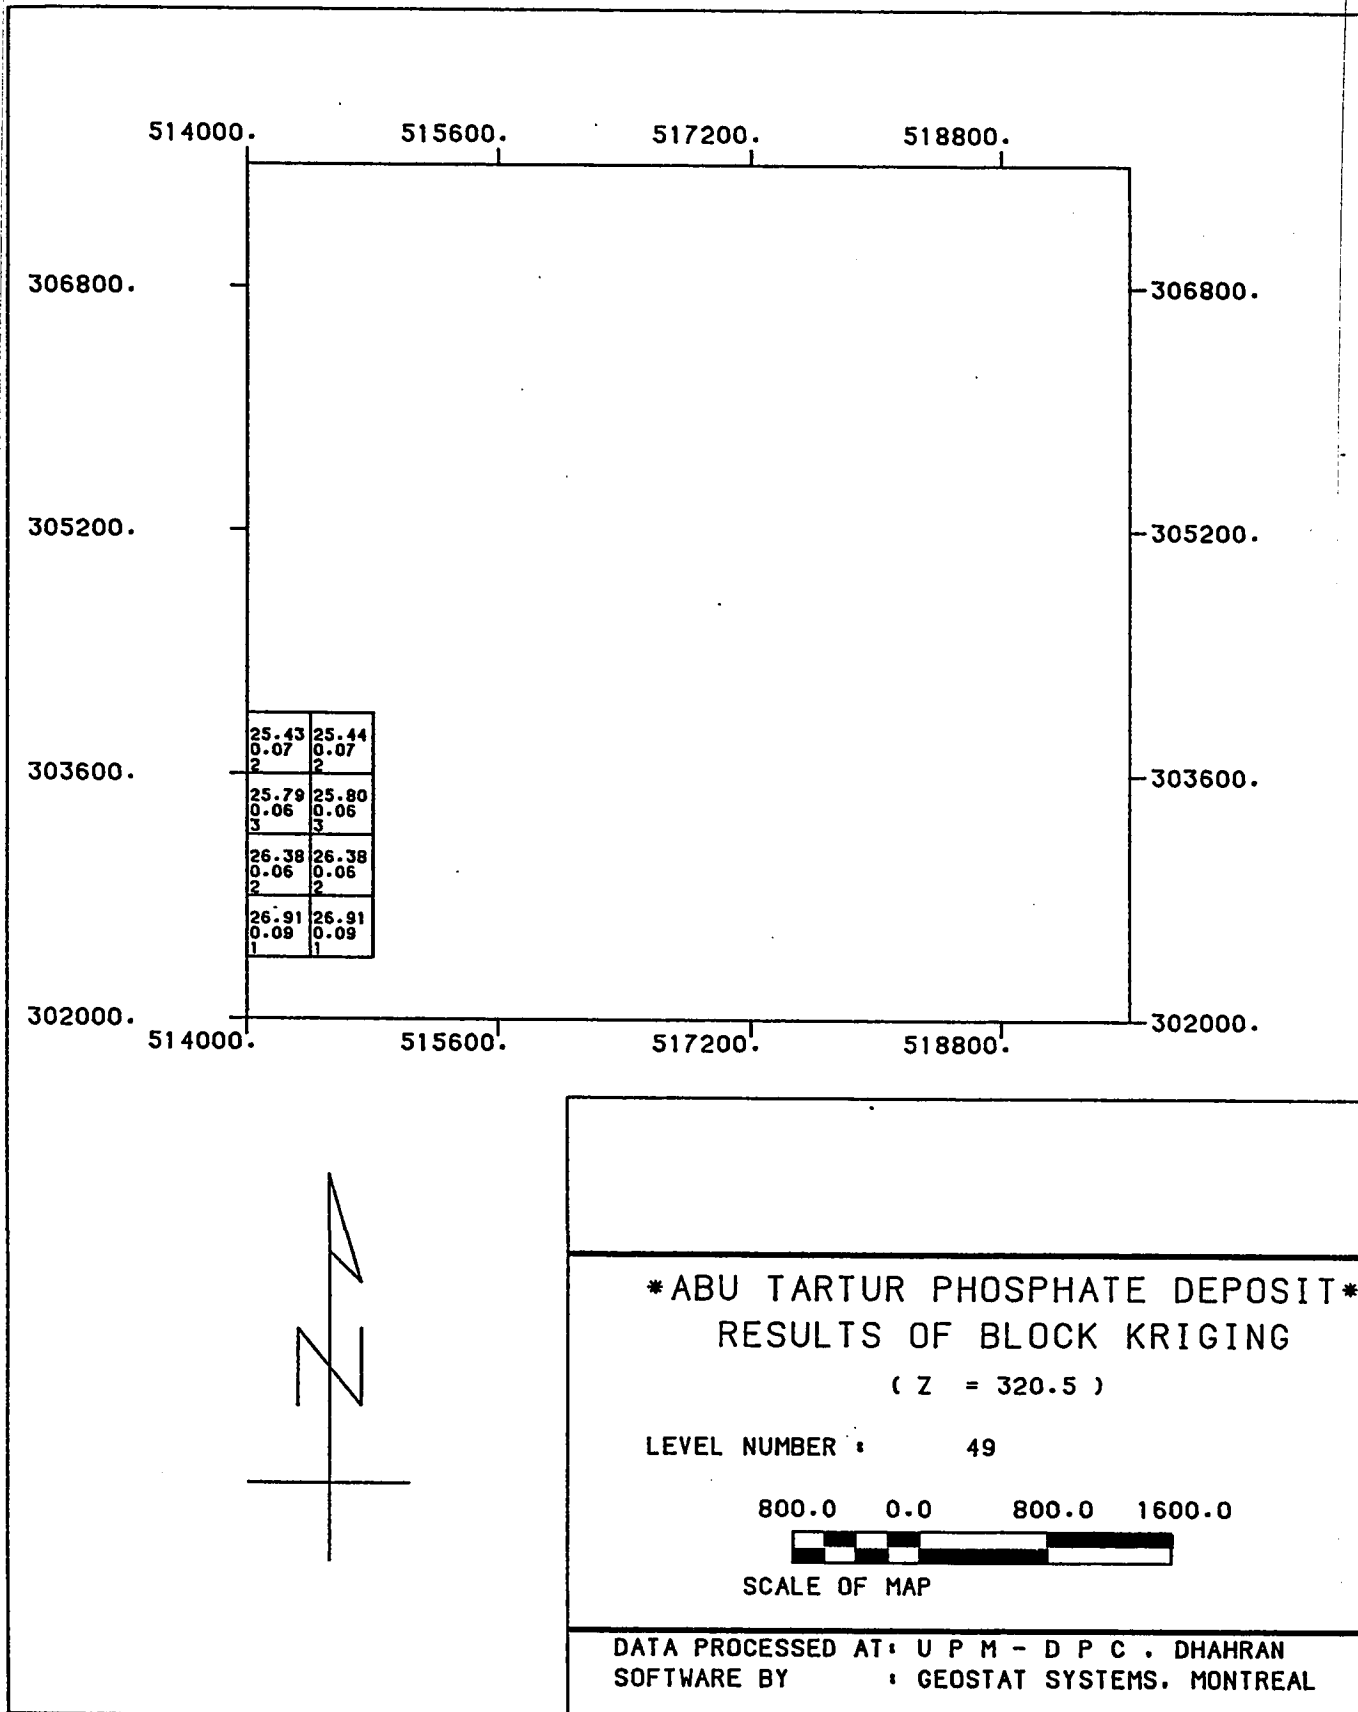 514000. 515600. 517200. 518800.
306800. 306800.
305200. 305200.
25.43 25.44
0.07 0.07
2 2
303600. 303600.
25.79 25.80
0.06 0.06
3 3
26.38 26.38
0.06 0.06
2 2
26.91 26.91
0.09 0.09
1 1
302000. 302000.
514000. 515600. 517200. 518800.
N
*ABU TARTUR PHOSPHATE DEPOSIT*
RESULTS OF BLOCK KRIGING
( Z = 320.5 )
LEVEL NUMBER : 49
800.0 0.0 800.0 1600.0
SCALE OF MAP
DATA PROCESSED AT: U P M - D P C , DHAHRAN
SOFTWARE BY : GEOSTAT SYSTEMS, MONTREAL